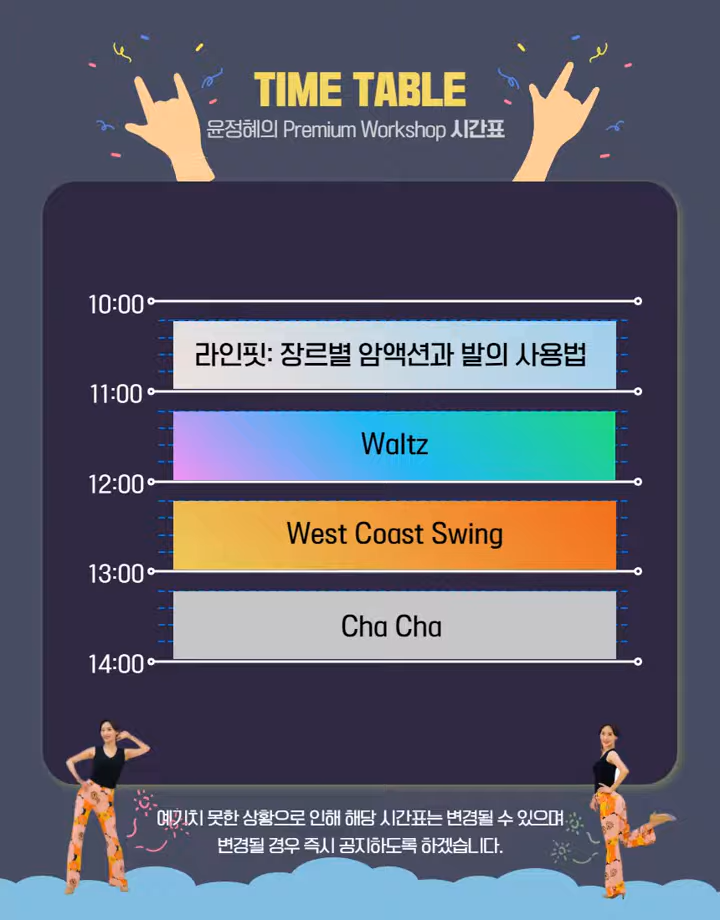 TIME TABLE
윤정혜의 Premium Workshop 시간표
10:00
라인핏: 장르별 암액션과 발의 사용법
11:00
Waltz
12:00
West Coast Swing
13:00
Cha Cha
14:00
예기치 못한 상황으로 인해 해당 시간표는 변경될 수 있으며
변경될 경우 즉시 공지하도록 하겠습니다.